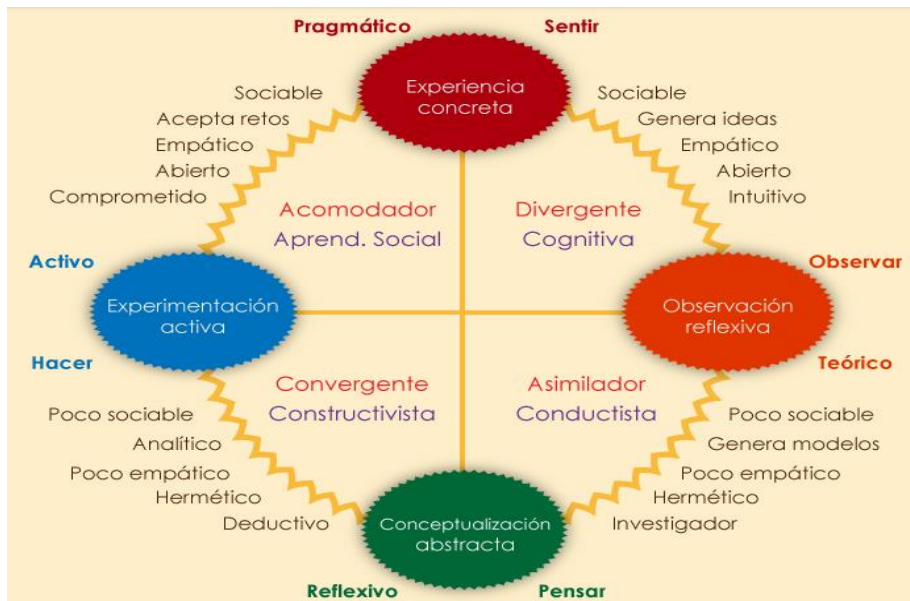 Pragmático
Sentir
Experiencia
concreta
Sociable
Acepta retos
Empático
Abierto
Comprometido
Sociable
Genera ideas
Empático
Abierto
Intuitivo
Acomodador
Aprend. Social
Divergente
Cognitiva
Activo
Observar
Experimentación
activa
Observación
reflexiva
Hacer
Teórico
Convergente
Constructivista
Asimilador
Conductista
Poco sociable
Analítico
Poco empático
Hermético
Deductivo
Poco sociable
Genera modelos
Poco empático
Hermético
Investigador
Conceptualización
abstracta
Reflexivo
Pensar